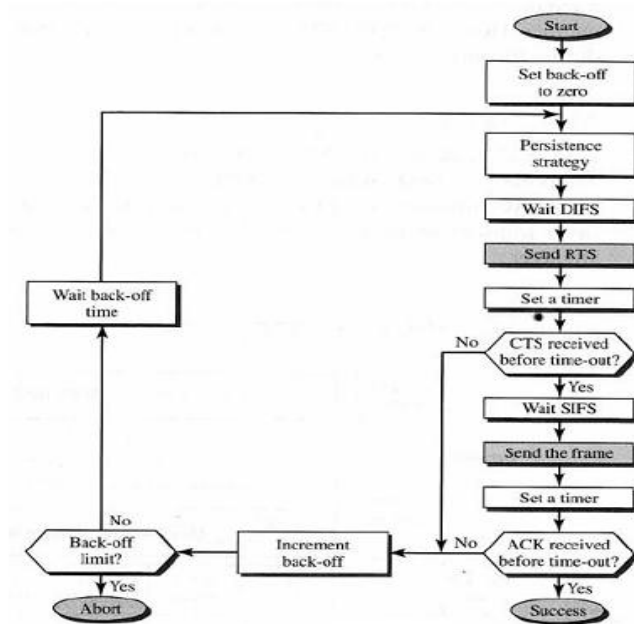 Start
Set back-off
to zero
Persistence
strategy
Wait DIFS
Send RTS
Wait back-off
time
Set a timer
No
CTS received
before time-out?
Yes
Wait SIFS
Send the frame
Set a timer
No
Back-off
limit?
Increment
back-off
No
ACK received
before time-out?
Yes
Yes
Abort
Success